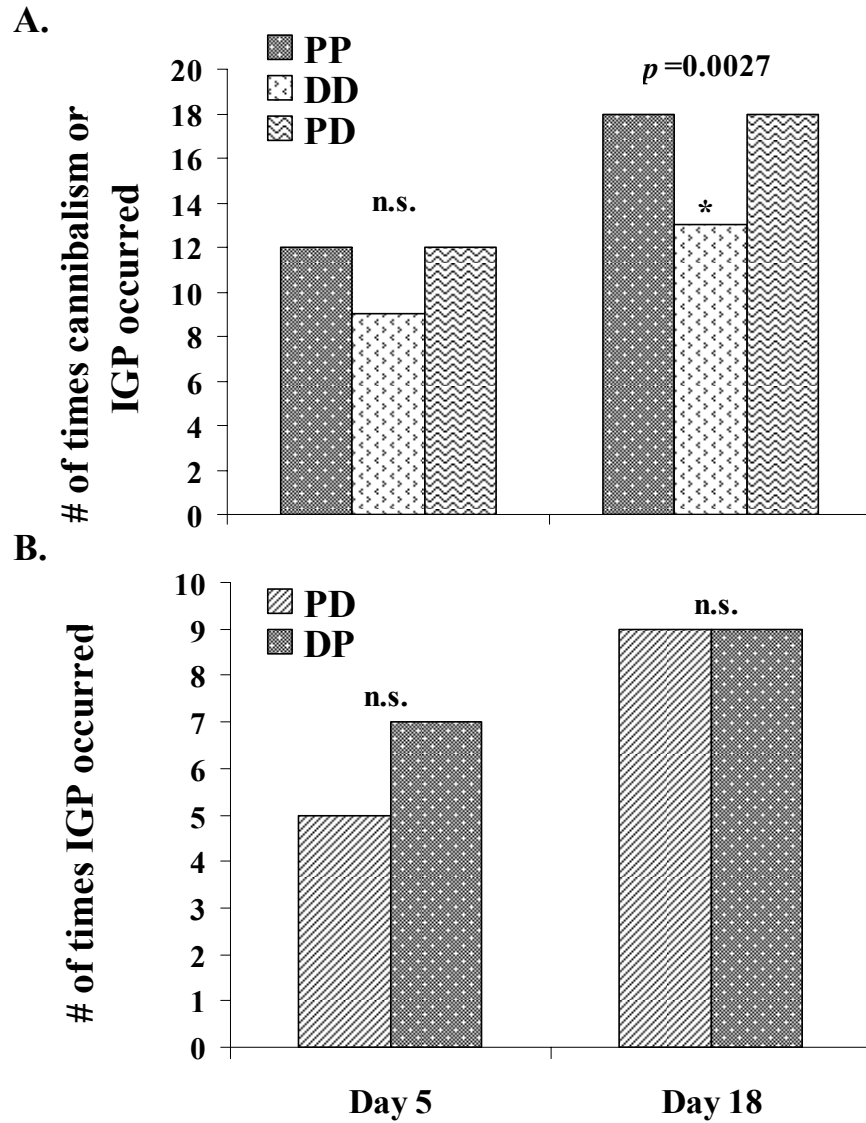 A.
# of times cannibalism or
IGP occurred
PP
DD
PD
20
18
16
14
12
10
8
6
4
2
0
n.s.
p =0.0027
*
B.
# of times IGP occurred
PD
DP
10
9
8
7
6
5
4
3
2
1
0
n.s.
n.s.
Day 5
Day 18